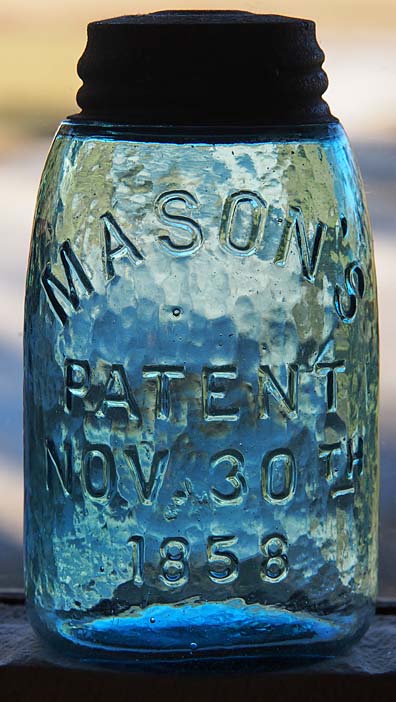 MASON'S
PATENT
NOV. 30TH
1858